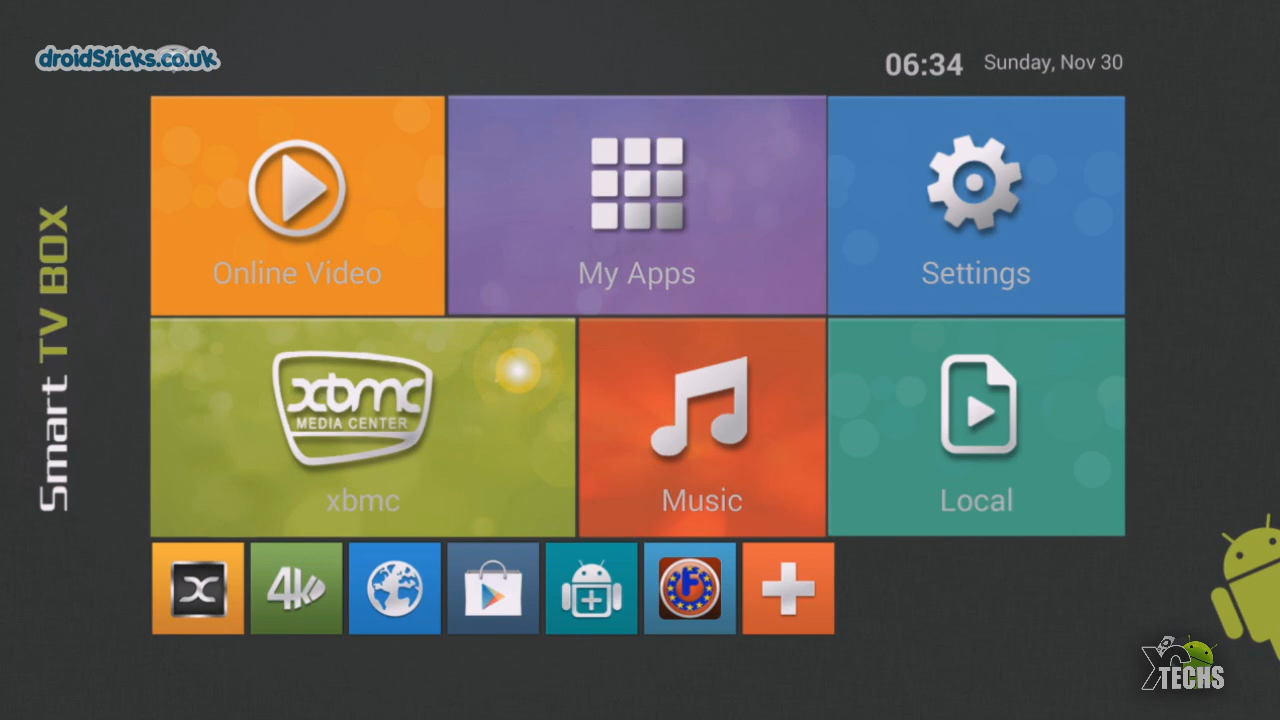 droidSticks.co.uk
06:34 Sunday, Nov 30
Smart TV BOX
Online Video
My Apps
Settings
xbmc
MEDIA CENTER
xbmc
Music
Local
4K
F
TECHS